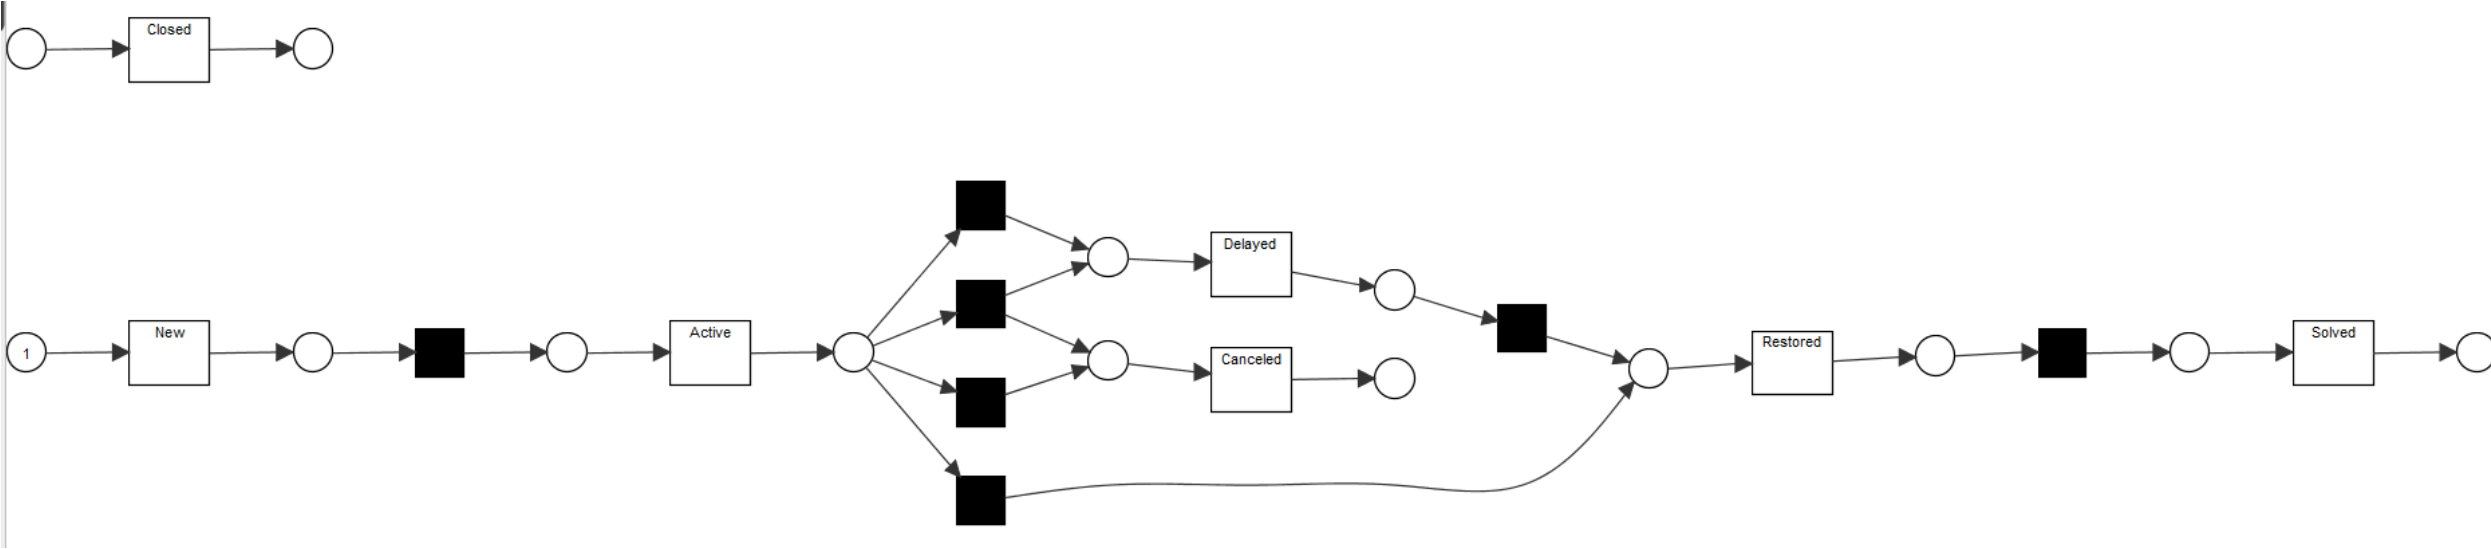 Closed
Delayed
New
Active
Canceled
Restored
Solved
1